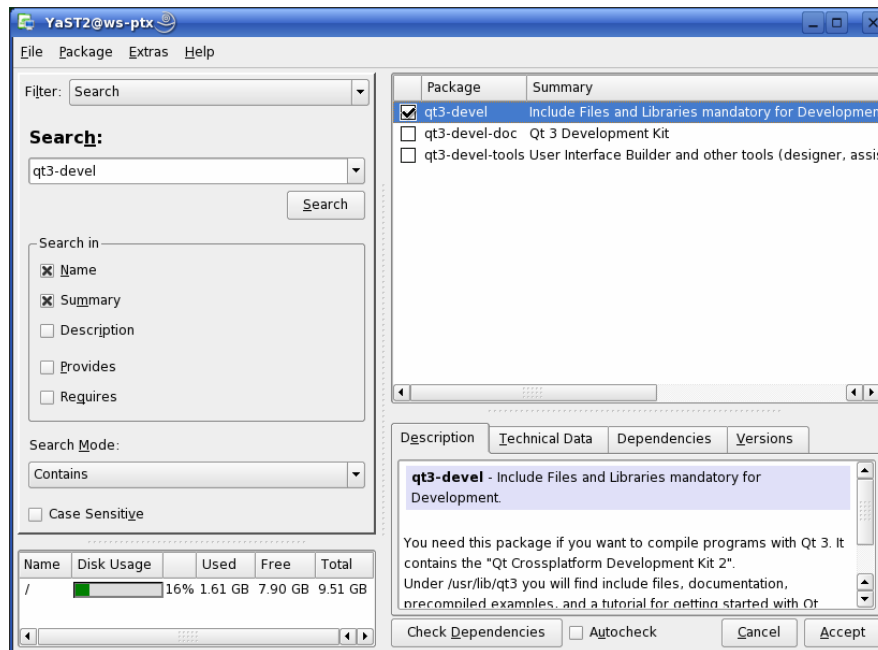 YaST2@ws-ptx
File Package Extras Help
Filter: Search
Search:
qt3-devel
Search
Search in
Name
Summary
Description
Provides
Requires
Search Mode:
Contains
Case Sensitive
Name Disk Usage Used Free Total
/ 16% 1.61 GB 7.90 GB 9.51 GB
Package Summary
qt3-devel Include Files and Libraries mandatory for Developmen
qt3-devel-doc Qt 3 Development Kit
qt3-devel-tools User Interface Builder and other tools (designer, assis
Description Technical Data Dependencies Versions
qt3-devel - Include Files and Libraries mandatory for
Development.
You need this package if you want to compile programs with Qt 3. It
contains the "Qt Crossplatform Development Kit 2".
Under /usr/lib/qt3 you will find include files, documentation,
precompiled examples, and a tutorial for getting started with Qt
Check Dependencies Autocheck Cancel Accept